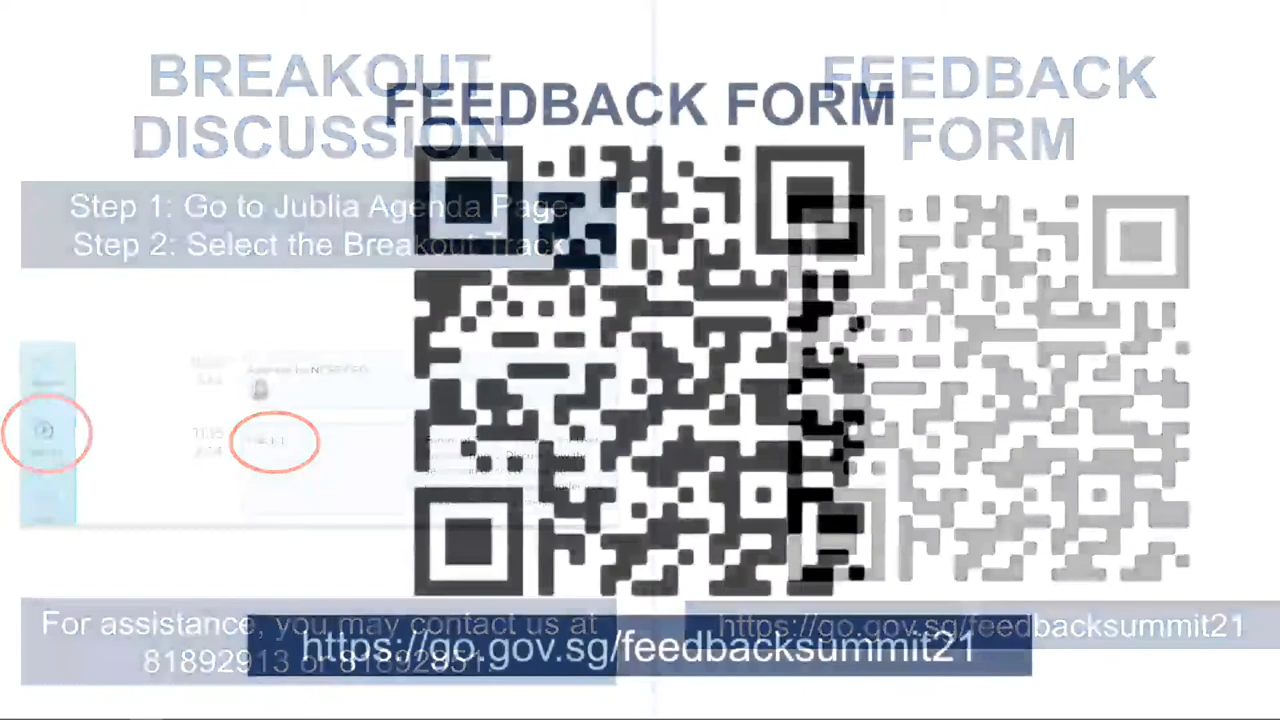 BREAKOUT
DISCUSSION
FEEDBACK FORM
FEEDBACK
FORM
Step 1: Go to Jublia Agenda Page
Step 2: Select the Breakout Track
For assistance, you may contact us at
81892913 or
https://go.gov.sg/feedbacksummit21
https://go.gov.sg/feedbacksummit21